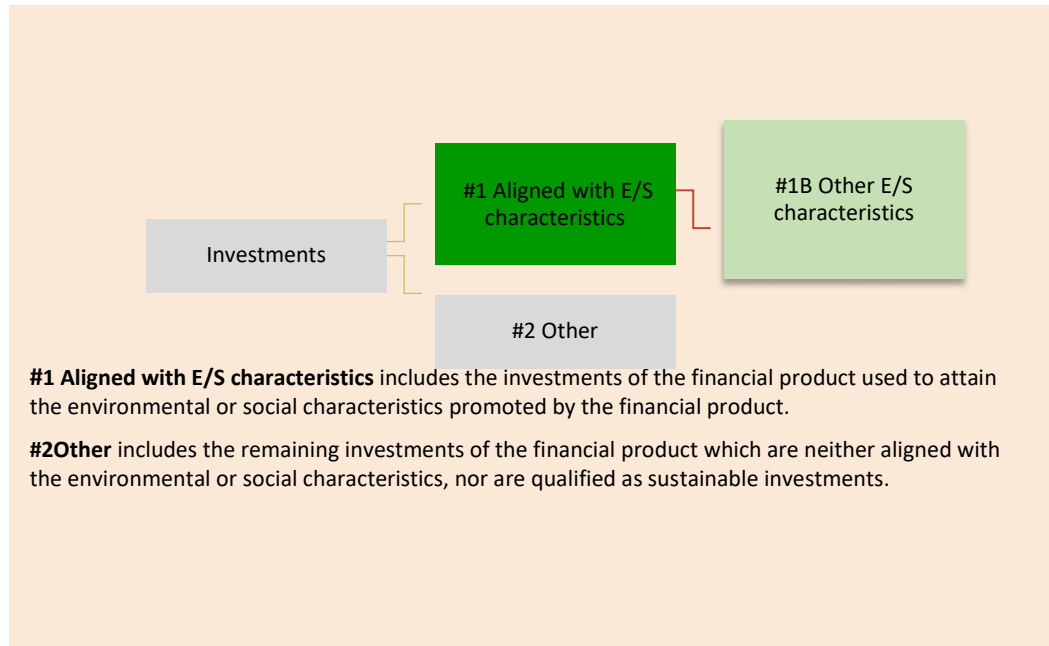 #1 Aligned with E/S
characteristics
#1B Other E/S
characteristics
Investments
#2 Other
#1 Aligned with E/S characteristics includes the investments of the financial product used to attain
the environmental or social characteristics promoted by the financial product.
#2Other includes the remaining investments of the financial product which are neither aligned with
the environmental or social characteristics, nor are qualified as sustainable investments.